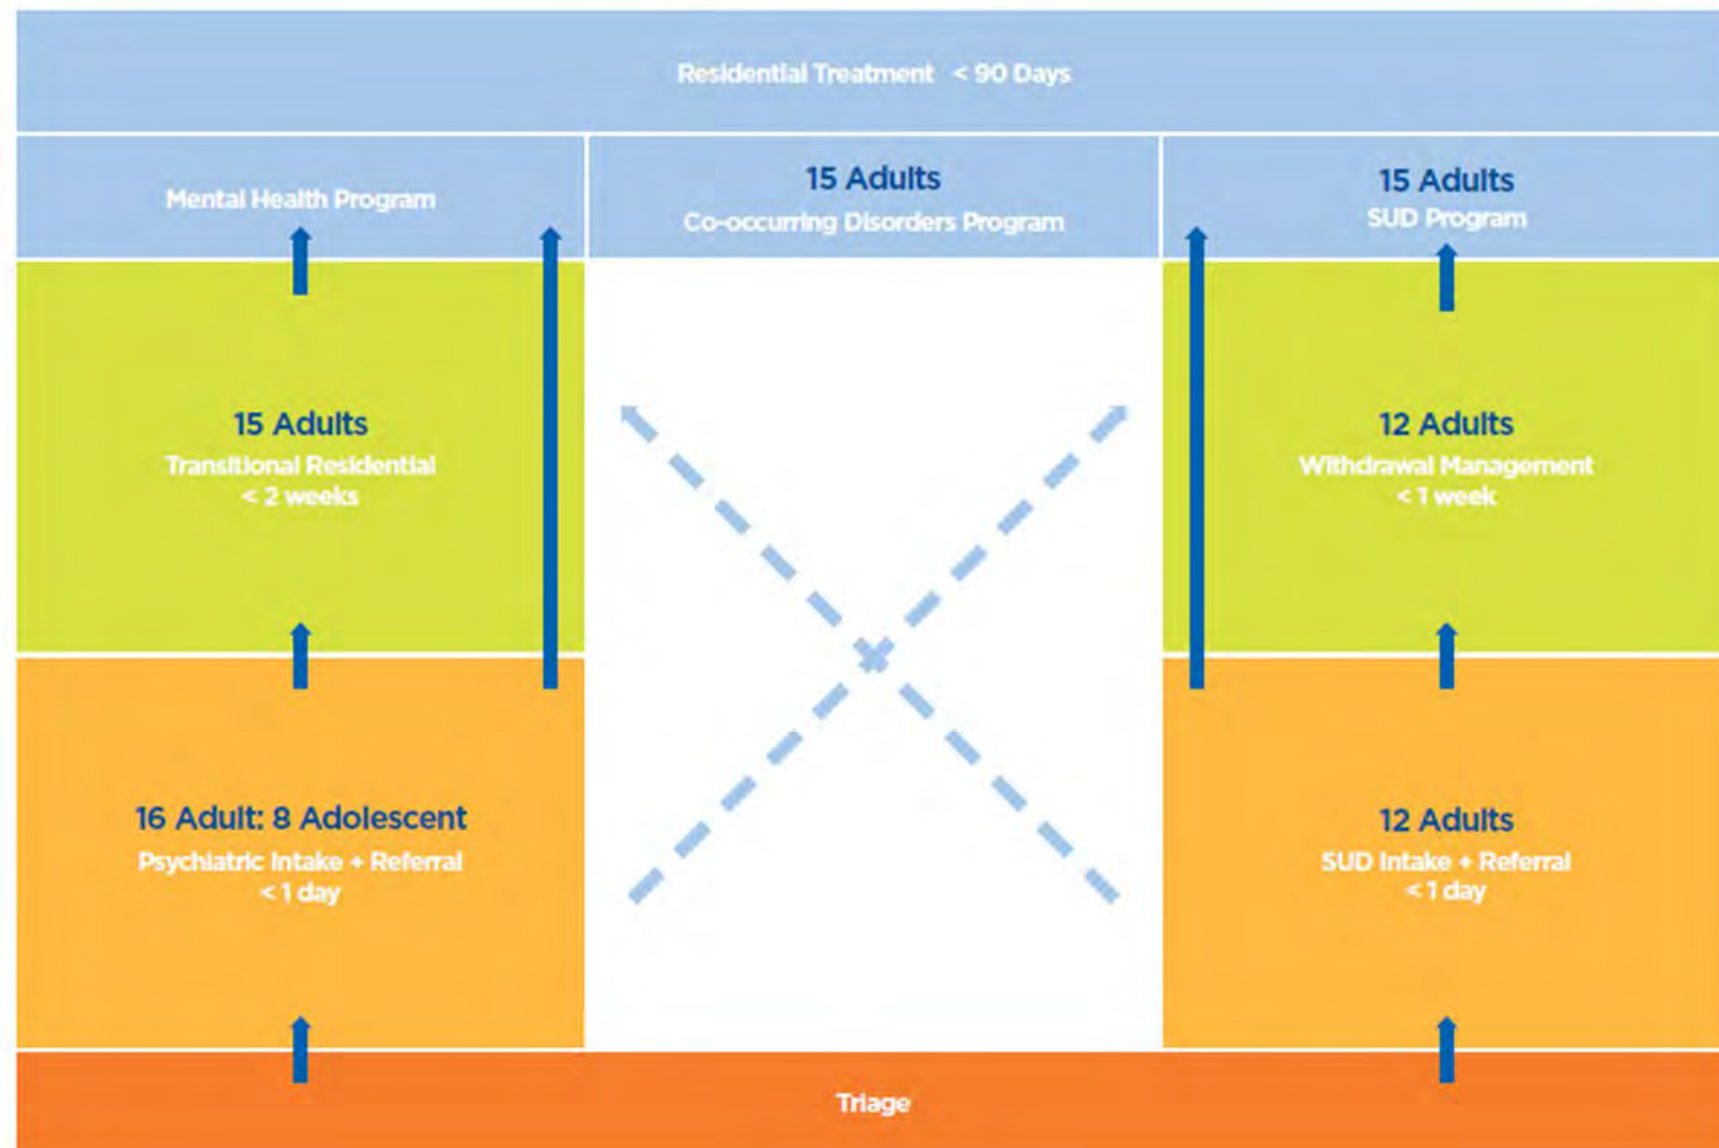 Residential Treatment < 90 Days
Mental Health Program
15 Adults
Co-occurring Disorders Program
15 Adults
SUD Program
15 Adults
Transitional Residential
< 2 weeks
12 Adults
Withdrawal Management
< 1 week
16 Adult: 8 Adolescent
Psychiatric Intake + Referral
< 1 day
12 Adults
SUD Intake + Referral
< 1 day
Triage